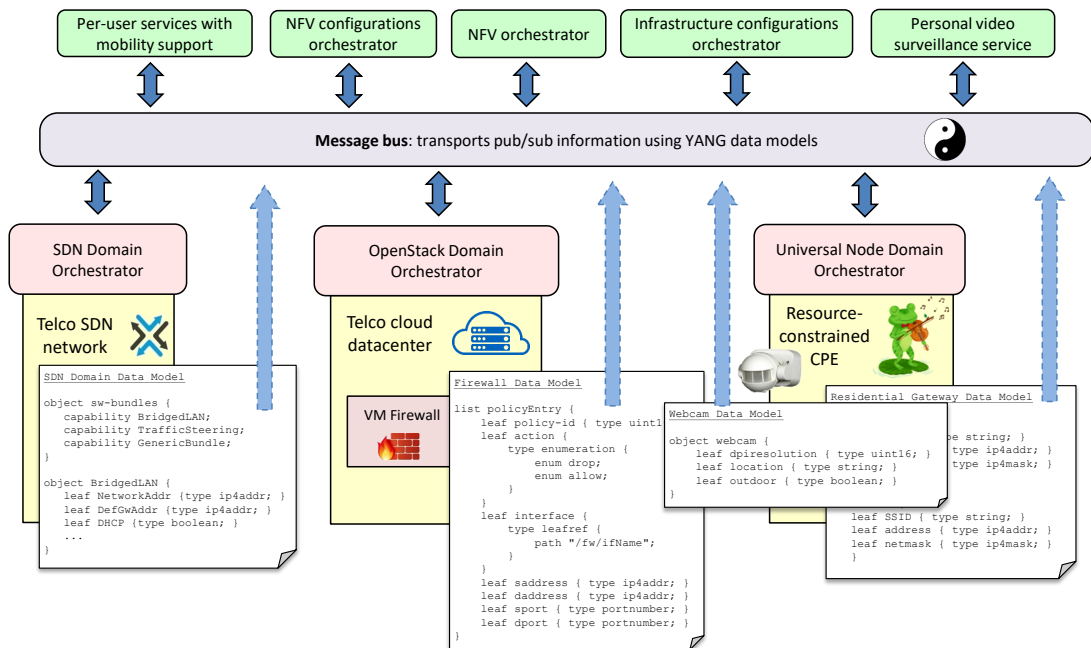 Per-user services with
mobility support
NFV configurations
orchestrator
NFV orchestrator
Infrastructure configurations
orchestrator
Personal video
surveillance service
Message bus: transports pub/sub information using YANG data models
SDN Domain
Orchestrator
OpenStack Domain
Orchestrator
Universal Node Domain
Orchestrator
Telco SDN
network
Telco cloud
datacenter
VM Firewall
Resource-
constrained
CPE
SDN Domain Data Model
object sw-bundles {
capability BridgedLAN;
capability TrafficSteering;
capability GenericBundle;
}
object BridgedLAN {
leaf NetworkAddr {type ip4addr; }
leaf DefGwAddr {type ip4addr; }
leaf DHCP {type boolean; }
...
}
Firewall Data Model
list policyEntry {
leaf policy-id { type uint16
leaf action {
type enumeration {
enum drop;
enum allow;
}
}
leaf interface {
type leafref {
path "/fw/ifName";
}
}
leaf saddress { type ip4addr; }
leaf daddress { type ip4addr; }
leaf sport { type portnumber; }
leaf dport { type portnumber; }
}
Webcam Data Model
object webcam {
leaf dpiresolution { type uint16; }
leaf location { type string; }
leaf outdoor { type boolean; }
}
Residential Gateway Data Model
type string; }
type ip4addr; }
type ip4mask; }
leaf SSID { type string; }
leaf address { type ip4addr; }
leaf netmask { type ip4mask; }
}